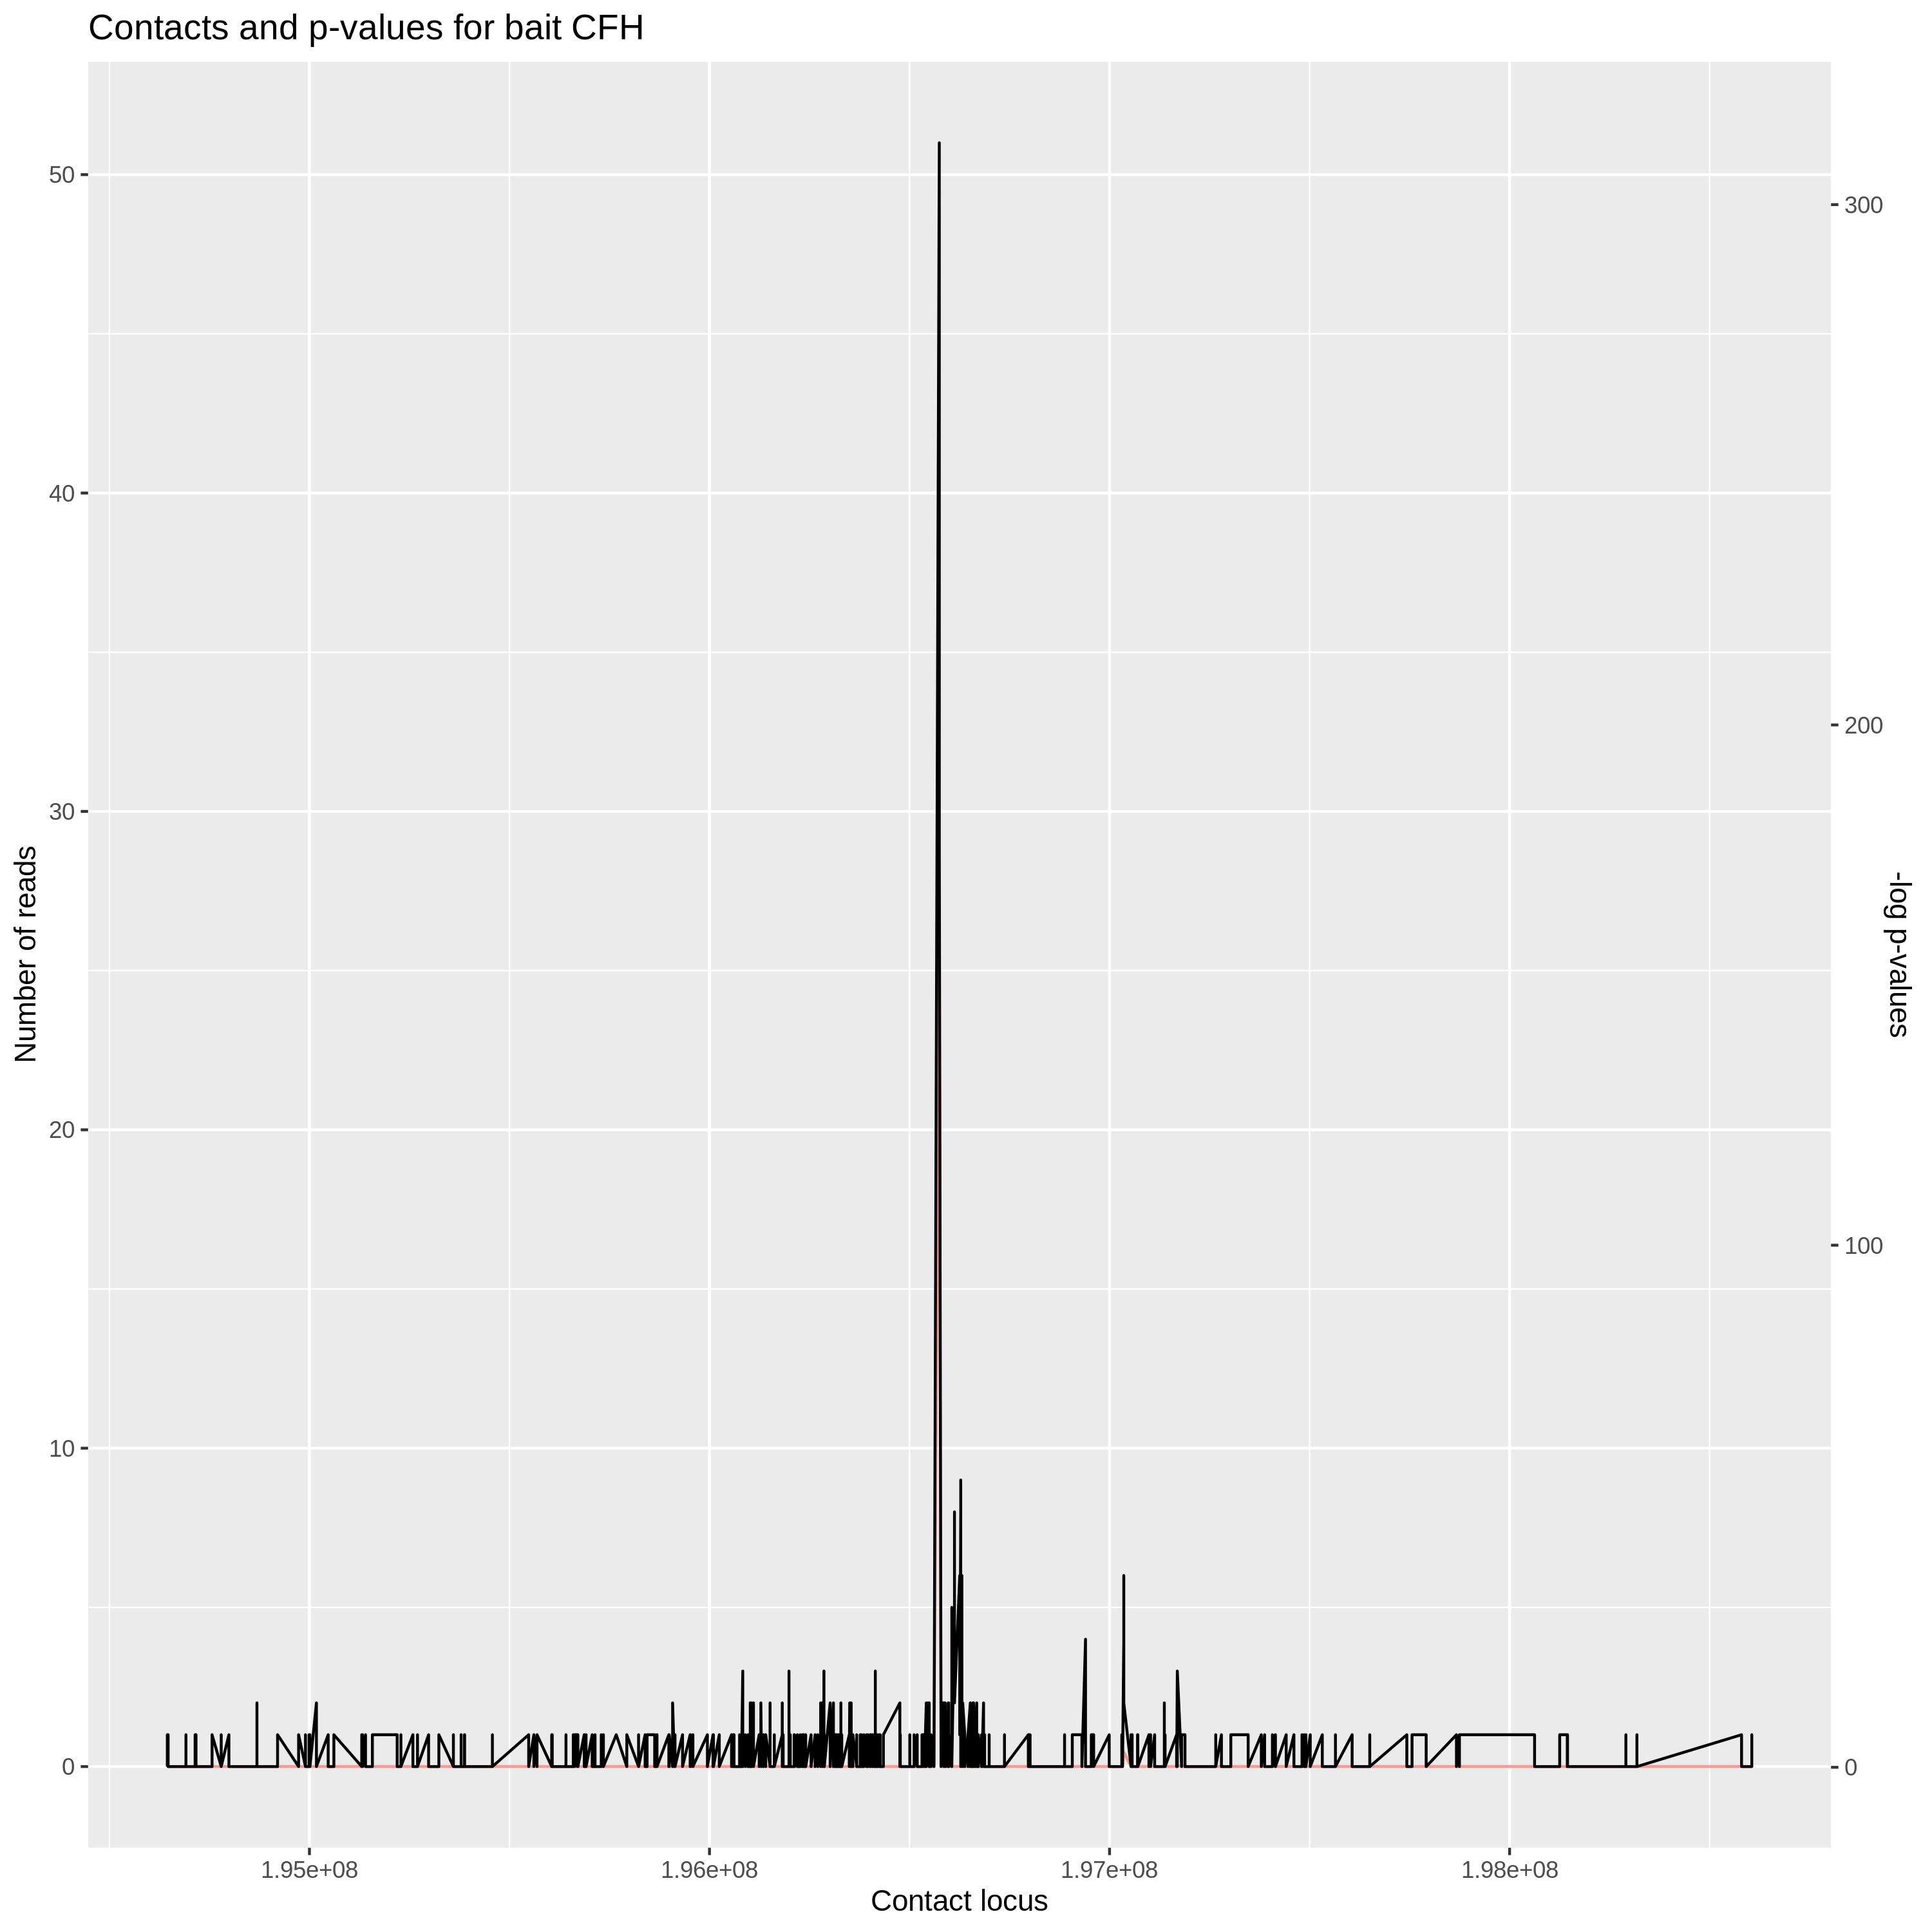 Contacts and p-values for bait CFH
50
40
30
20
10
0
Number of reads
300
200
100
0
-log p-values
1.95e+08
1.96e+08
1.97e+08
1.98e+08
Contact locus